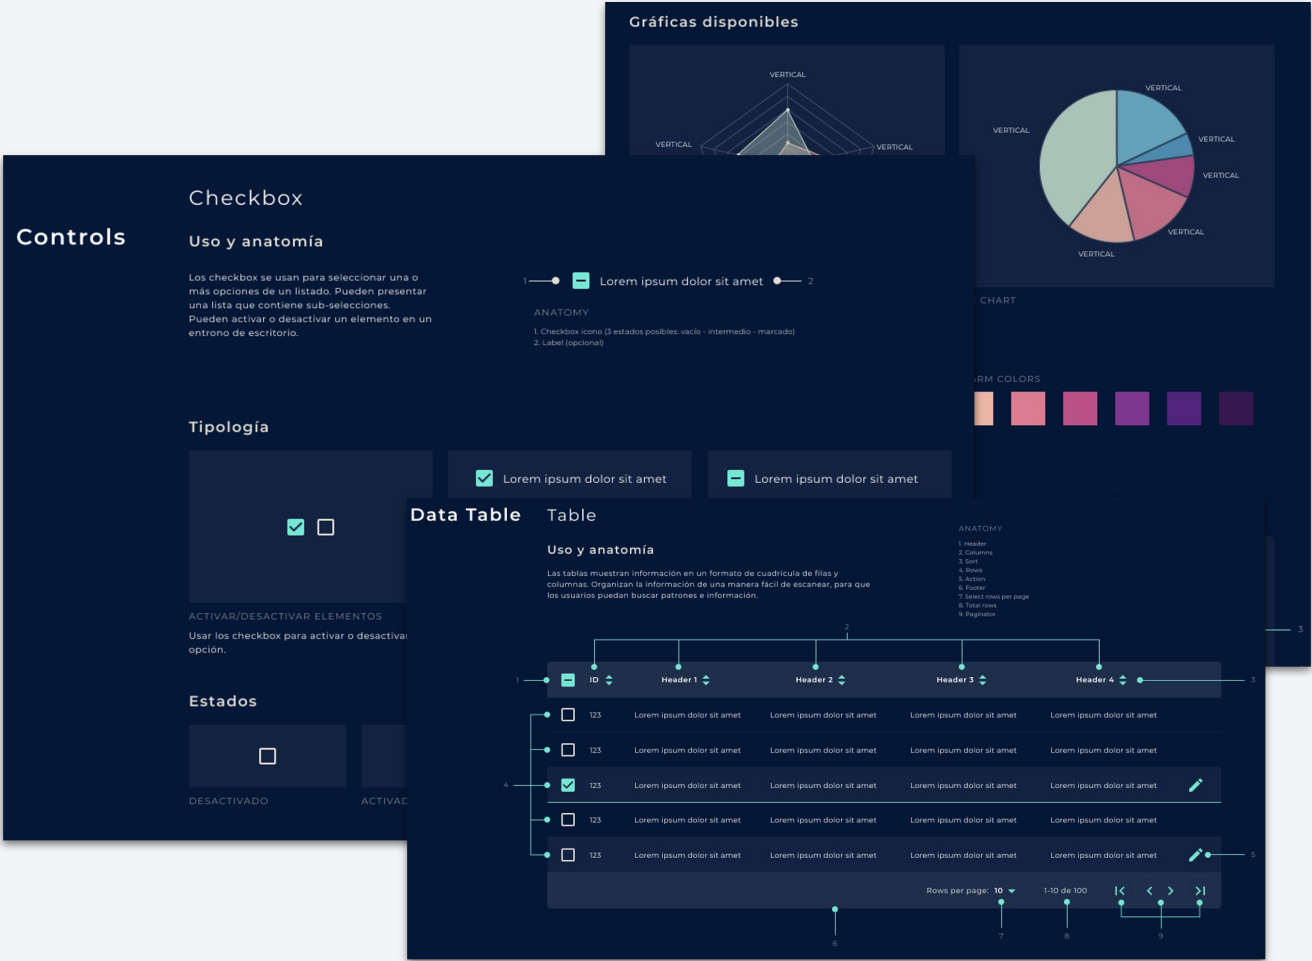 Gráficas disponibles
VERTICAL
VERTICAL
VERTICAL
VERTICAL
VERTICAL
VERTICAL
VERTICAL
VERTICAL
VERTICAL
CHART
ARM COLORS
3
Controls
Checkbox
Uso y anatomía
Los checkbox se usan para seleccionar una o
más opciones de un listado. Pueden presentar
una lista que contiene sub-selecciones.
Pueden activar o desactivar un elemento en un
entrono de escritorio.
1 Lorem ipsum dolor sit amet 2
ANATOMY
1. Checkbox icono (3 estados posibles: vacío - intermedio - marcado)
2. Label (opcional)
Tipología
Lorem ipsum dolor sit amet
Lorem ipsum dolor sit amet
ACTIVAR/DESACTIVAR ELEMENTOS
Usar los checkbox para activar o desactivar
opción.
Estados
DESACTIVADO
ACTIVAD
Data Table
Table
Uso y anatomía
Las tablas muestran información en un formato de cuadrícula de filas y
columnas. Organizan la información de una manera fácil de escanear, para que
los usuarios puedan buscar patrones e información.
ANATOMY
1. Header
2. Columns
3. Sort
4. Rows
5. Action
6. Footer
7. Select rows per page
8. Total rows
9. Paginator
2
1 ID Header 1 Header 2 Header 3 Header 4 3
123 Lorem ipsum dolor sit amet Lorem ipsum dolor sit amet Lorem ipsum dolor sit amet Lorem ipsum dolor sit amet
123 Lorem ipsum dolor sit amet Lorem ipsum dolor sit amet Lorem ipsum dolor sit amet Lorem ipsum dolor sit amet
4 123 Lorem ipsum dolor sit amet Lorem ipsum dolor sit amet Lorem ipsum dolor sit amet Lorem ipsum dolor sit amet
123 Lorem ipsum dolor sit amet Lorem ipsum dolor sit amet Lorem ipsum dolor sit amet Lorem ipsum dolor sit amet
123 Lorem ipsum dolor sit amet Lorem ipsum dolor sit amet Lorem ipsum dolor sit amet Lorem ipsum dolor sit amet 5
Rows per page: 10 1-10 de 100
6 7 8 9